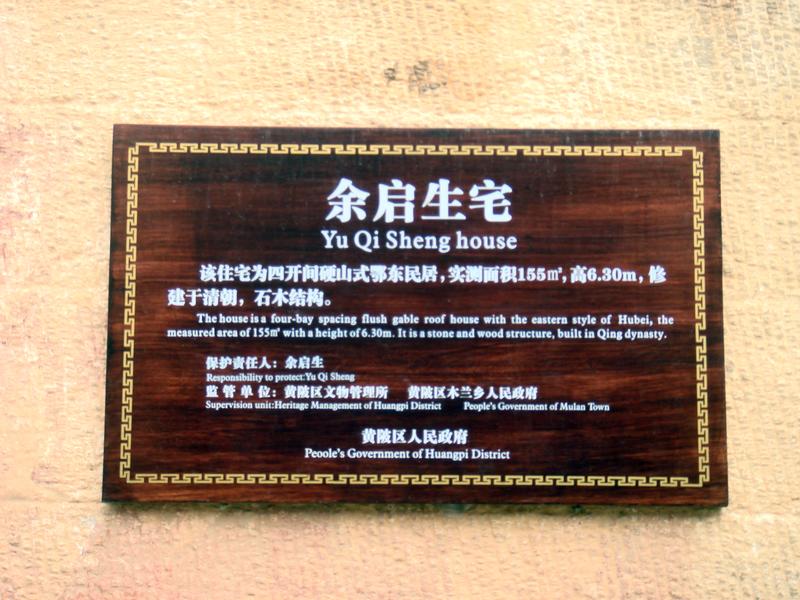 余启生宅
Yu Qi Sheng house
该住宅为四开间硬山式鄂东民居，实测面积155㎡，高6.30m，修
建于清朝，石木结构。
The house is a four-bay spacing flush gable roof house with the eastern style of Hubei, the
measured area of 155㎡ with a height of 6.30m. It is a stone and wood structure, built in Qing dynasty.
保护责任人：余启生
Responsibility to protect:Yu Qi Sheng
监 管 单 位：黄陂区文物管理所 黄陂区木兰乡人民政府
Supervision unit:Heritage Management of Huangpi District People's Government of Mulan Town
黄陂区人民政府
Peoole's Government of Huangpi District